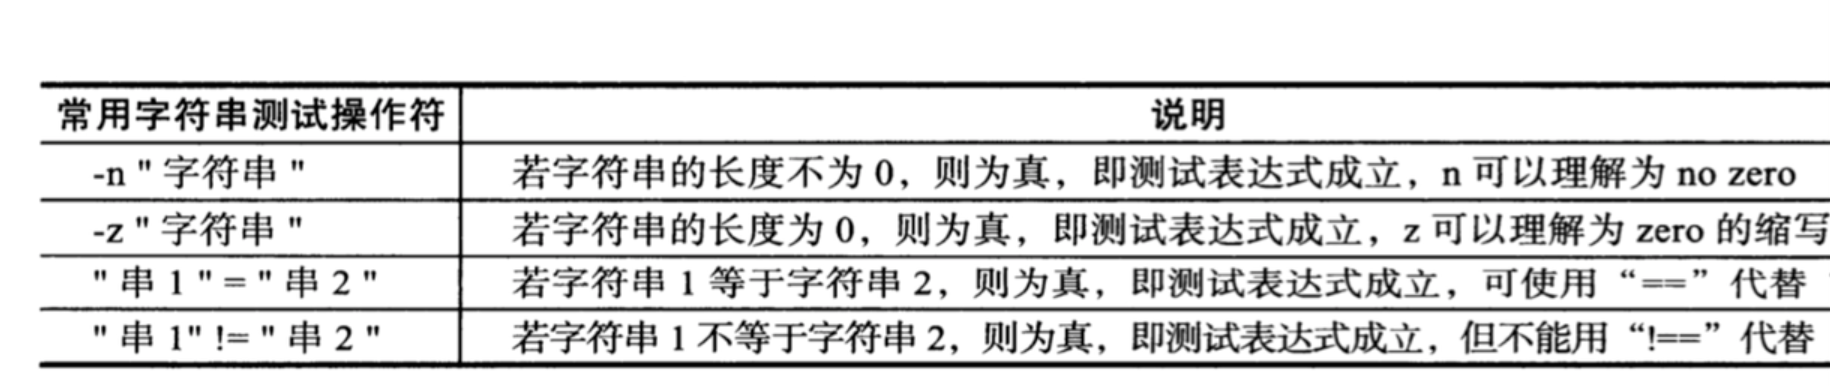 常用字符串测试操作符 说明
-n " 字符串 " 若字符串的长度不为 0，则为真，即测试表达式成立，n 可以理解为 no zero
-z " 字符串 " 若字符串的长度为 0，则为真，即测试表达式成立，z 可以理解为 zero 的缩写
" 串 1 " = " 串 2 " 若字符串 1 等于字符串 2，则为真，即测试表达式成立，可使用“==”代替
" 串 1" != " 串 2 " 若字符串 1 不等于字符串 2，则为真，即测试表达式成立，但不能用“!==”代替